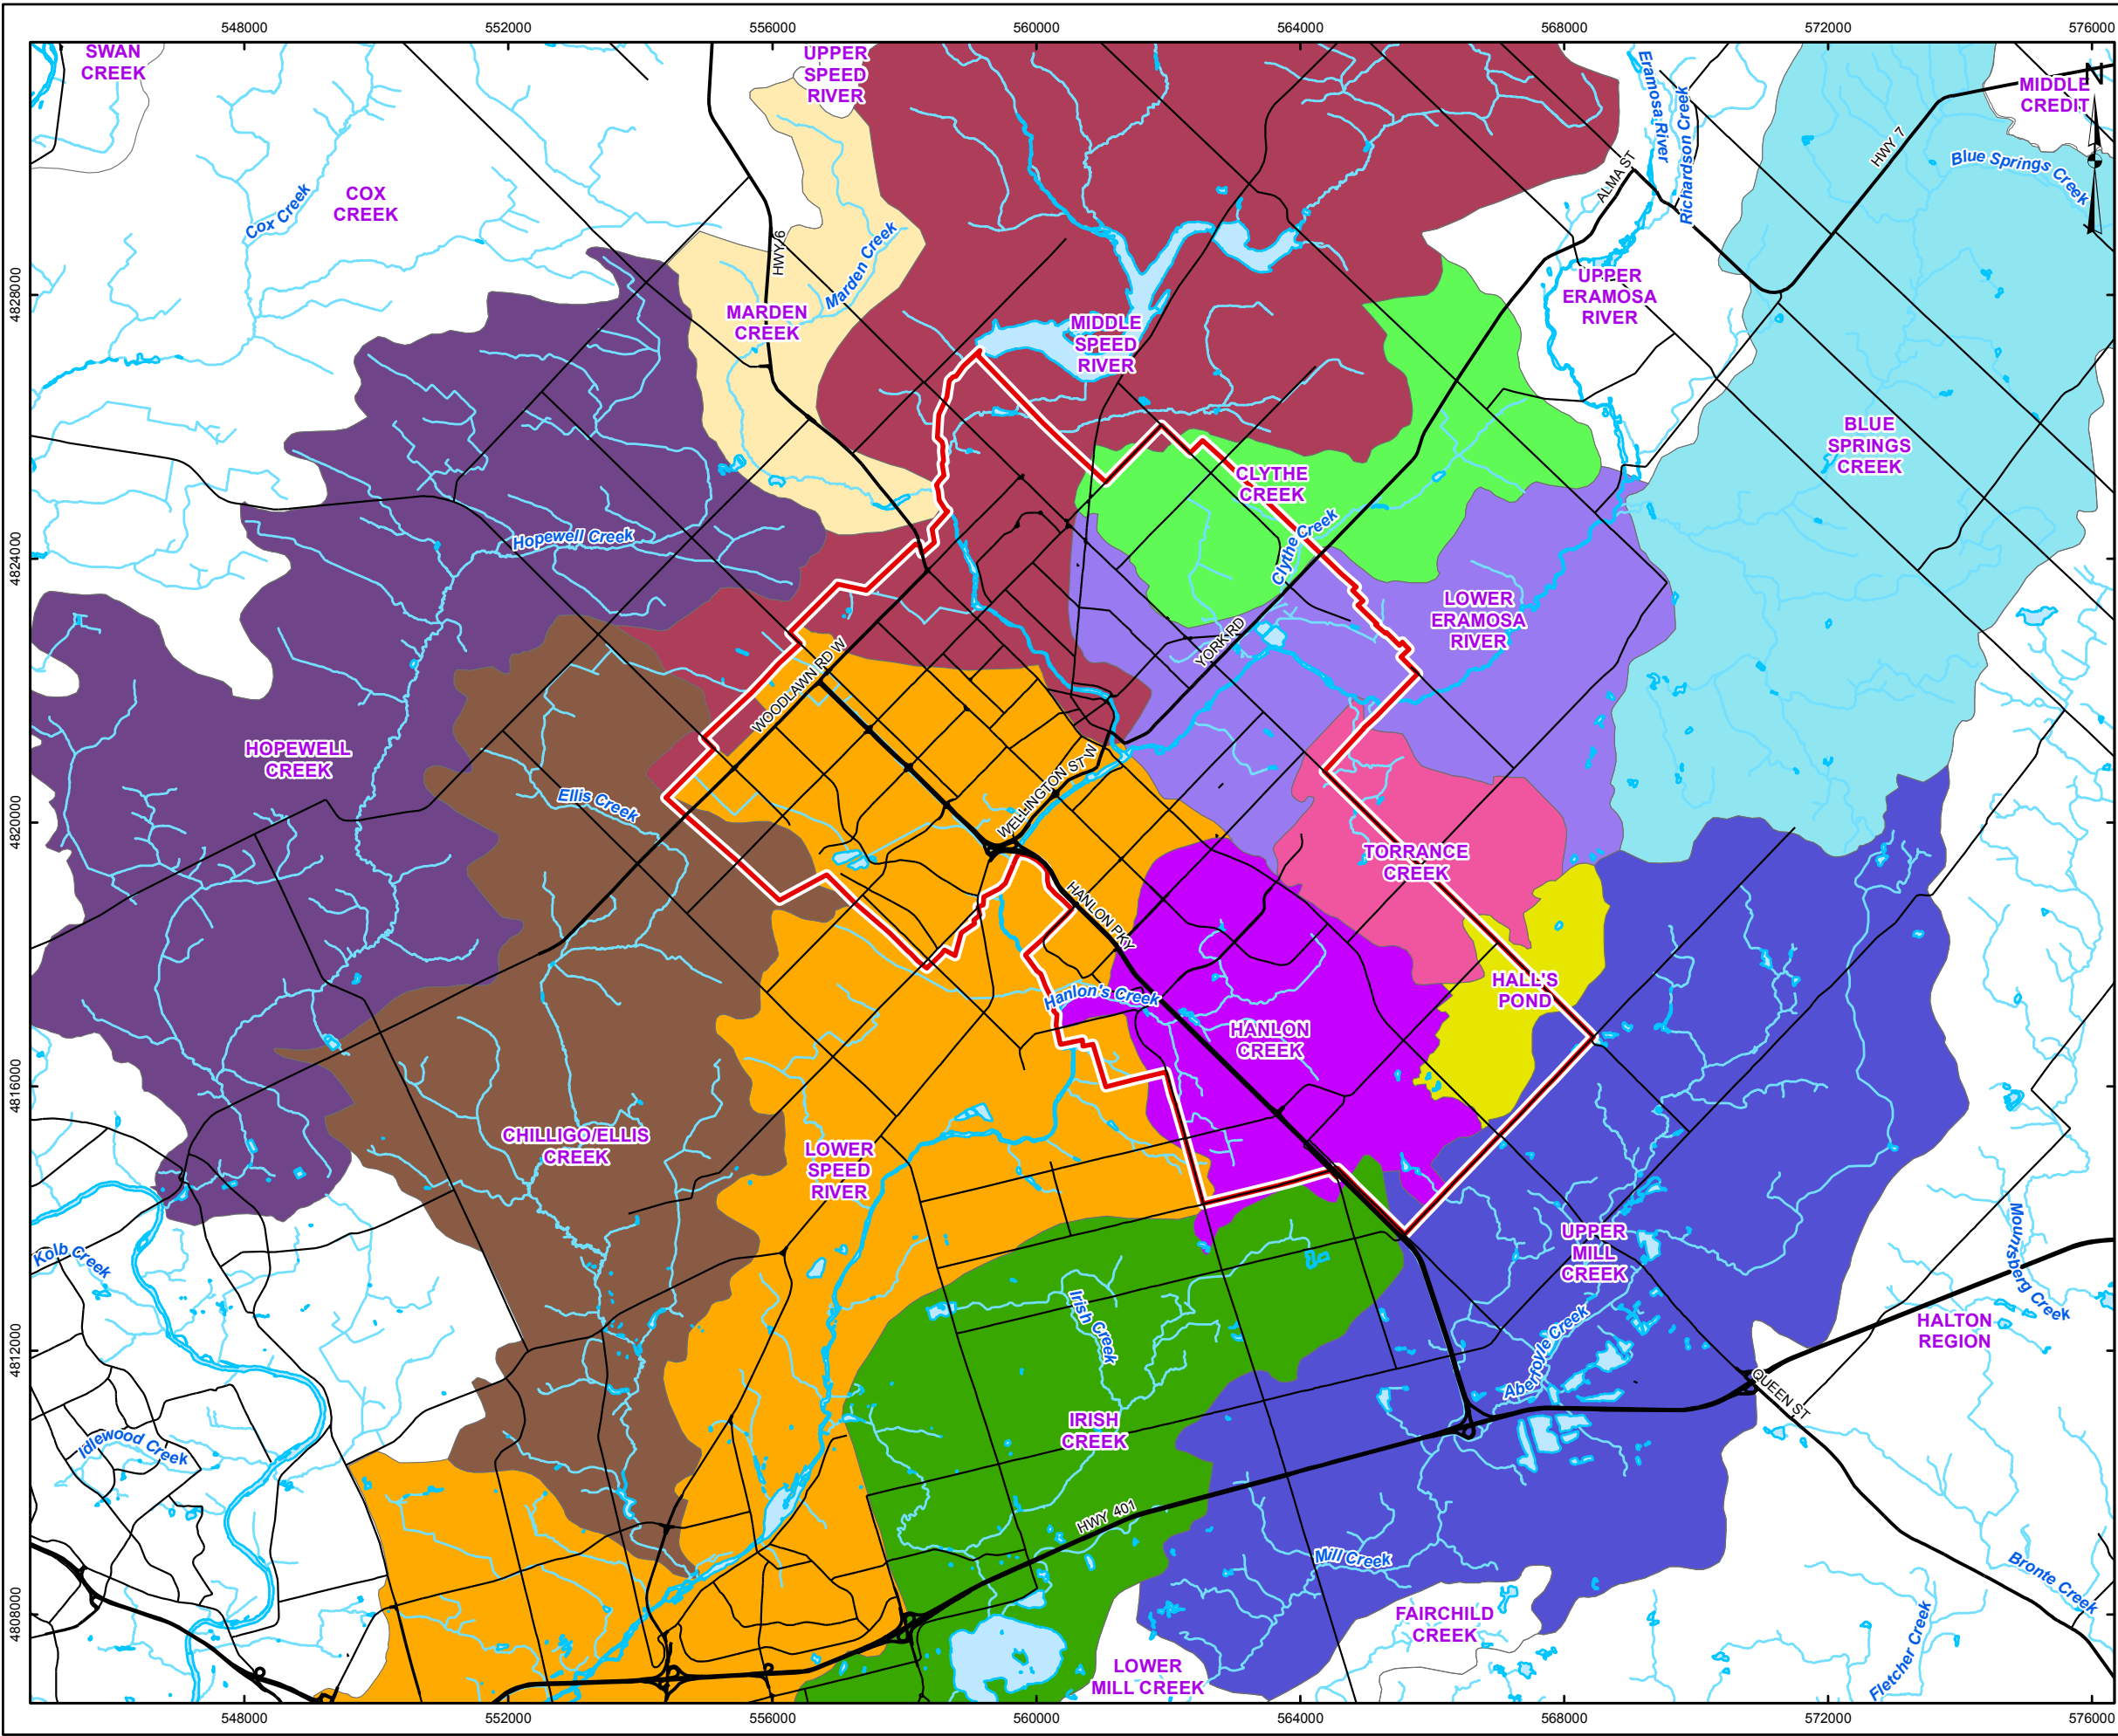 548000
552000
556000
560000
564000
568000
572000
576000
SWAN
CREEK
UPPER
SPEED
RIVER
Eramosa River
Richardson Creek
N
MIDDLE
CREDIT
HWY 7
Blue Springs Creek
ALMA ST
COX
CREEK
Cox Creek
HWY 6
Marden Creek
4828000
MARDEN
CREEK
MIDDLE
SPEED
RIVER
UPPER
ERAMOSA
RIVER
BLUE
SPRINGS
CREEK
CLYTHE
CREEK
Clythe Creek
4824000
Hopewell Creek
LOWER
ERAMOSA
RIVER
YORK RD
WOODLAWN RD W
HOPEWELL
CREEK
WELLINGTON ST W
4820000
Ellis Creek
TORRANCE
CREEK
HANLON PKY
HALL'S
POND
Hanlon's Creek
HANLON
CREEK
4816000
CHILLIGO/ELLIS
CREEK
LOWER
SPEED
RIVER
UPPER
MILL
CREEK
Mountsberg Creek
Kolb Creek
Irish Creek
HALTON
REGION
4812000
Aberfoyle Creek
QUEEN ST
IRISH
CREEK
Idlewood Creek
HWY 401
Mill Creek
Bronte Creek
4808000
FAIRCHILD
CREEK
Fletcher Creek
LOWER
MILL CREEK
548000
552000
556000
560000
564000
568000
572000
576000